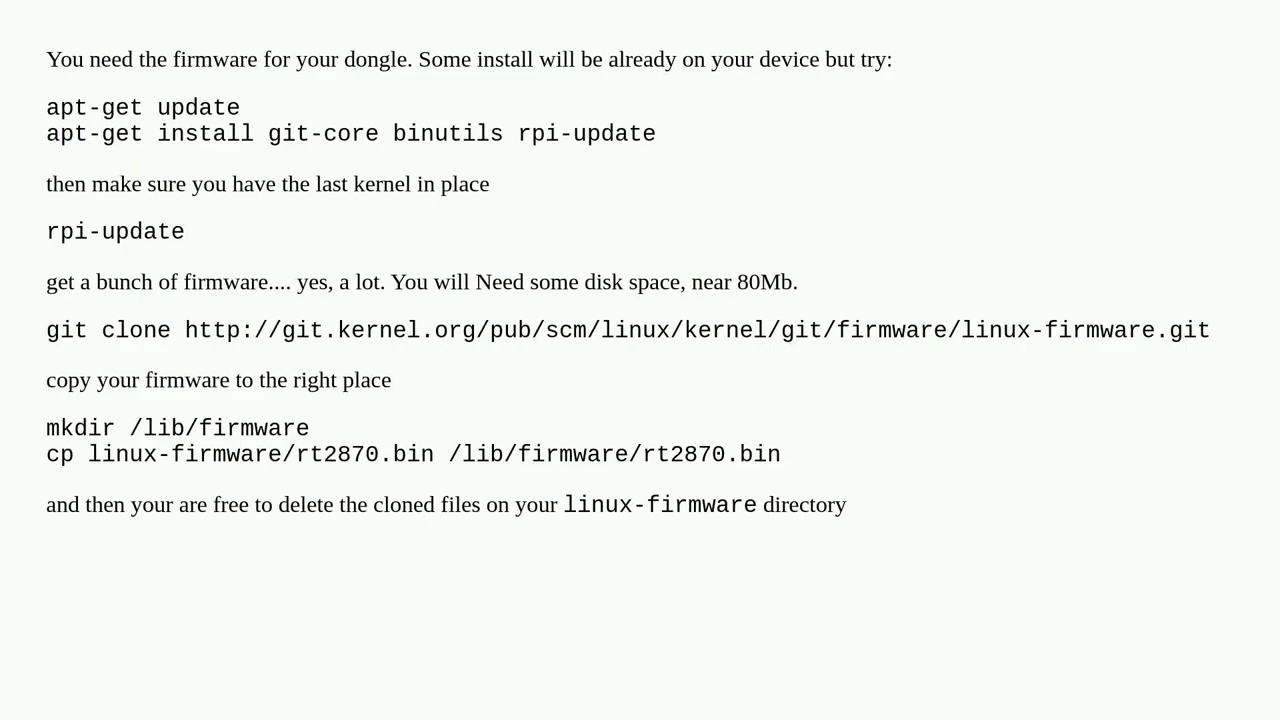 You need the firmware for your dongle. Some install will be already on your device but try:
apt-get update
apt-get install git-core binutils rpi-update
then make sure you have the last kernel in place
rpi-update
get a bunch of firmware.... yes, a lot. You will Need some disk space, near 80Mb.
git clone http://git.kernel.org/pub/scm/linux/kernel/git/firmware/linux-firmware.git
copy your firmware to the right place
mkdir /lib/firmware
cp linux-firmware/rt2870.bin /lib/firmware/rt2870.bin
and then your are free to delete the cloned files on your linux-firmware directory